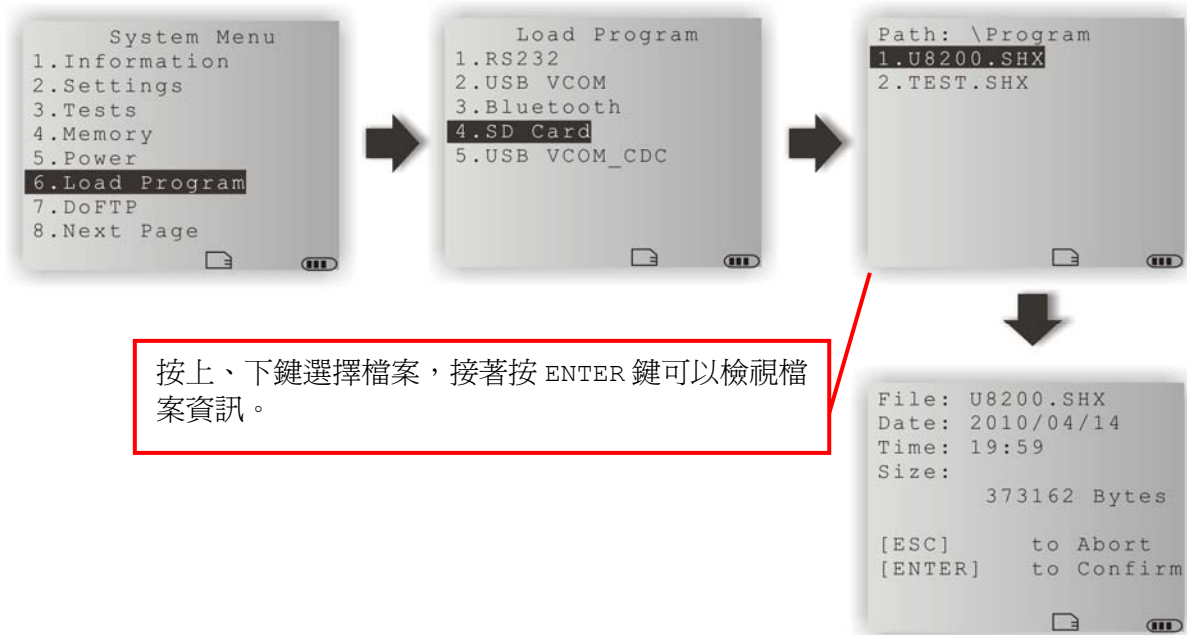 System Menu
1.Information
2.Settings
3.Tests
4.Memory
5.Power
6.Load Program
7.DoFTP
8.Next Page
Load Program
1.RS232
2.USB VCOM
3.Bluetooth
4.SD Card
5.USB VCOM_CDC
Path: \Program
1.U8200.SHX
2.TEST.SHX
按上、下鍵選擇檔案，接著按 ENTER 鍵可以檢視檔
案資訊。
File: U8200.SHX
Date: 2010/04/14
Time: 19:59
Size:
373162 Bytes
[ESC] to Abort
[ENTER] to Confirm